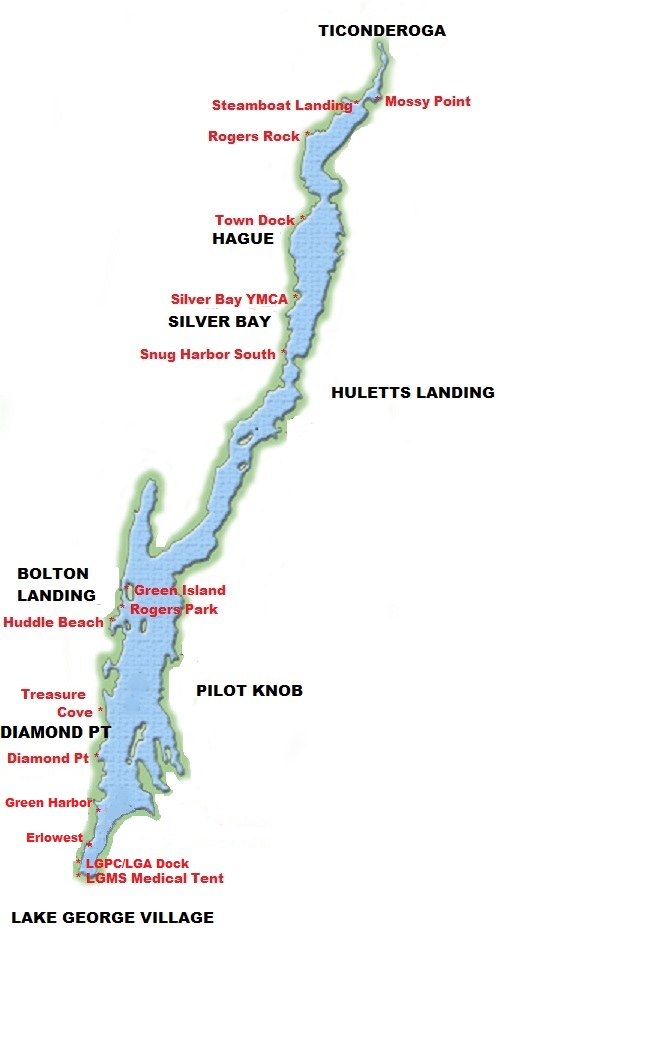 TICONDEROGA
Steamboat Landing* * Mossy Point
Rogers Rock *
Town Dock *
HAGUE
Silver Bay YMCA *
SILVER BAY
Snug Harbor South *
HULETTS LANDING
BOLTON
LANDING
* Green Island
* Rogers Park
Huddle Beach *
PILOT KNOB
Treasure
Cove *
DIAMOND PT
Diamond Pt *
Green Harbor *
Erlowest *
* LGPC/LGA Dock
* LGMS Medical Tent
LAKE GEORGE VILLAGE